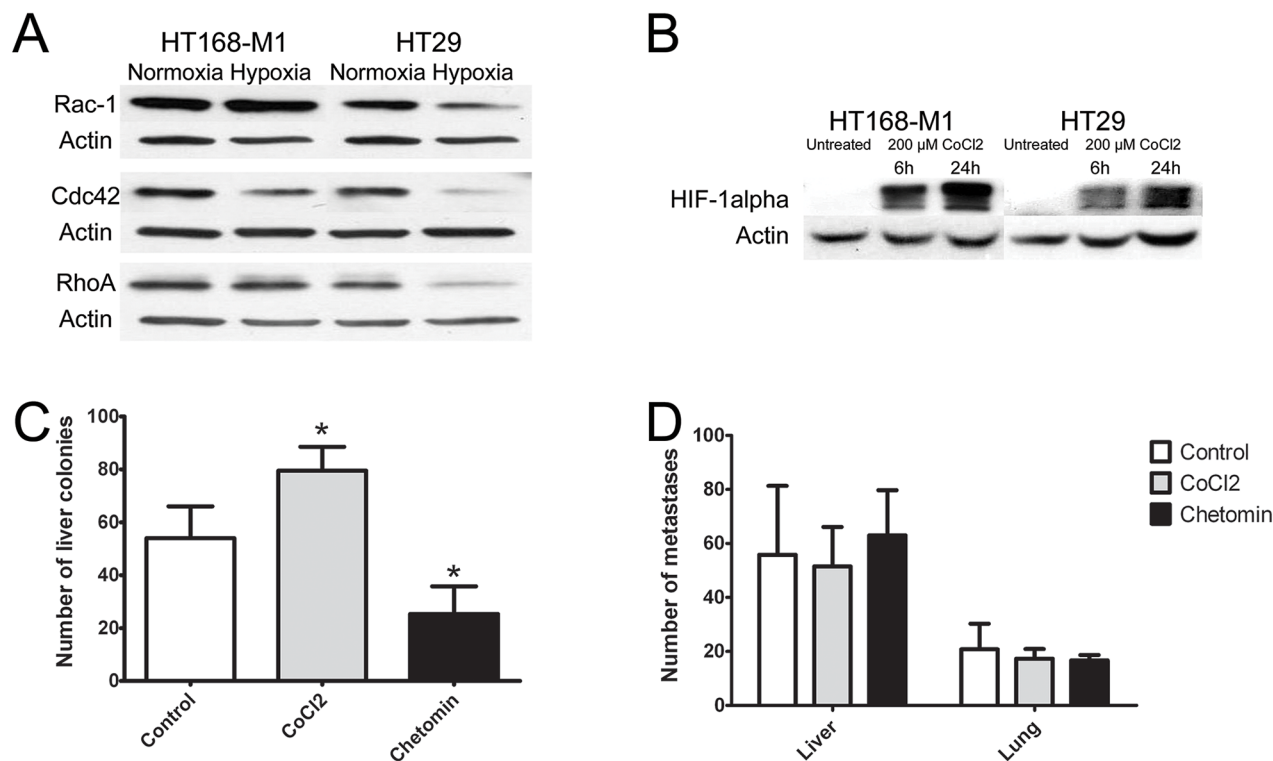 A
HT168-M1 HT29
Normoxia Hypoxia Normoxia Hypoxia
Rac-1
Actin
Cdc42
Actin
RhoA
Actin
B
HT168-M1 HT29
Untreated 200 µM CoCl2 Untreated 200 µM CoCl2
6h 24h 6h 24h
HIF-1alpha
Actin
C
Number of liver colonies
100
80
60
40
20
0
* *
Control CoCl2 Chetomin
D
Number of metastases
100
80
60
40
20
0
Liver Lung
Control
CoCl2
Chetomin